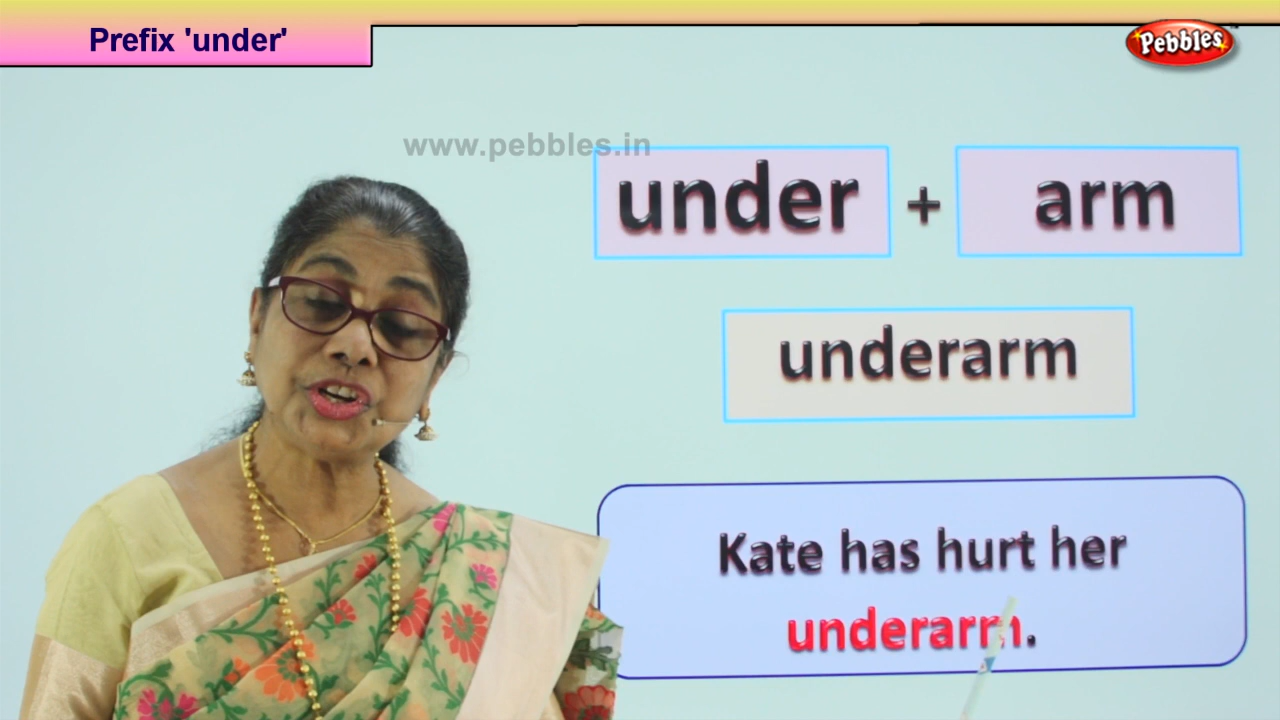 Prefix 'under'
Pebbles
www.pebbles.in
under + arm
underarm
Kate has hurt her
underarm.